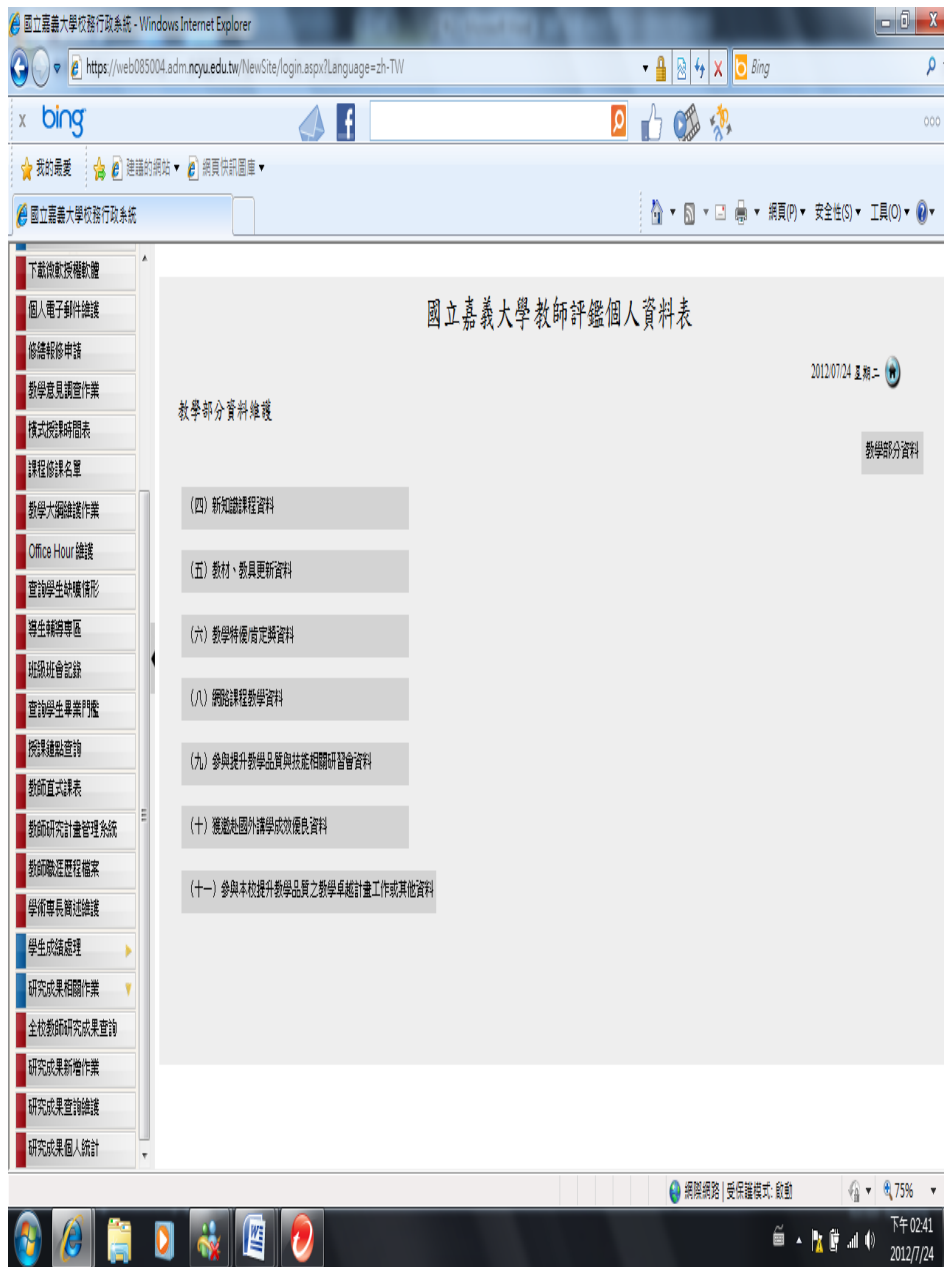 國立嘉義大學校務行政系統 - Windows Internet Explorer
https://web085004.adm.ncyu.edu.tw/NewSite/login.aspx?Language=zh-TW
Bing
x bing
我的最愛
建議的網站
網頁快訊圖庫
國立嘉義大學校務行政系統
網頁(P)
安全性(S)
工具(O)
下載微軟授權軟體
個人電子郵件維護
修繕報修申請
教學意見調查作業
橫式授課時間表
課程修課名單
教學大綱維護作業
Office Hour 維護
查詢學生缺曠情形
導生輔導專區
班級班會記錄
查詢學生畢業門檻
授課鐘點查詢
教師直式課表
教師研究計畫管理系統
教師職涯歷程檔案
學術專長簡述維護
學生成績處理
研究成果相關作業
全校教師研究成果查詢
研究成果新增作業
研究成果查詢維護
研究成果個人統計
國立嘉義大學教師評鑑個人資料表
2012/07/24 星期二
教學部分資料維護
教學部分資料
（四）新知識課程資料
（五）教材、教具更新資料
（六）教學特優/肯定獎資料
（八）網路課程教學資料
（九）參與提升教學品質與技能相關研習會資料
（十）獲邀赴國外講學成效優良資料
（十一）參與本校提升教學品質之教學卓越計畫工作或其他資料
網際網路 | 受保護模式: 啟動
75%
下午 02:41
2012/7/24